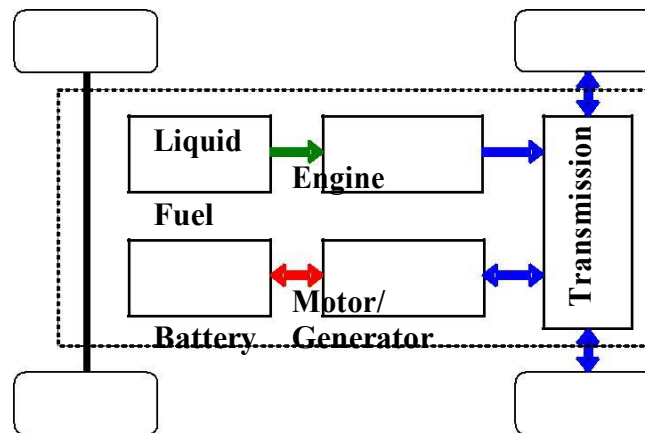 Liquid
Fuel
Engine
Battery
Motor/
Generator
Transmission